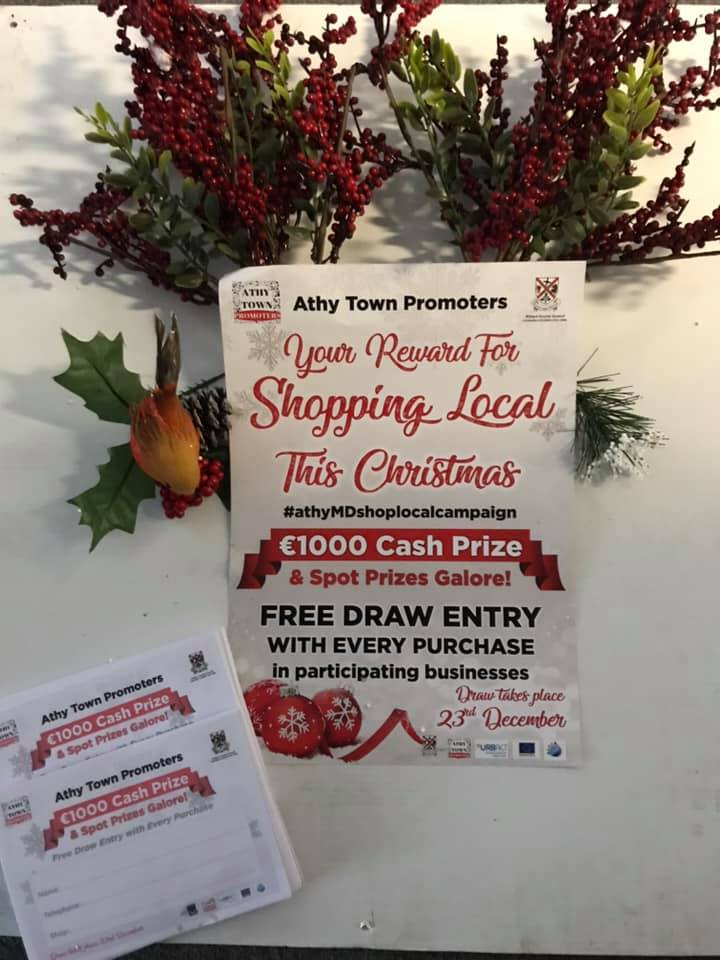 ATHY
TOWN
PROMOTERS
Athy Town Promoters
Your Reward For
Shopping Local
This Christmas
#athyMDshoplocalcampaign
€1000 Cash Prize
& Spot Prizes Galore!
FREE DRAW ENTRY
WITH EVERY PURCHASE
in participating businesses
Draw takes place
23rd December
URBACT
Athy Town Promoters
€1000 Cash Prize
& Spot Prizes Galore!
Athy Town Promoters
ATHY
TOWN
€1000 Cash Prize
& Spot Prizes Galore!
Free Draw Entry with Every Purchase
Name:
Telephone:
Shop: